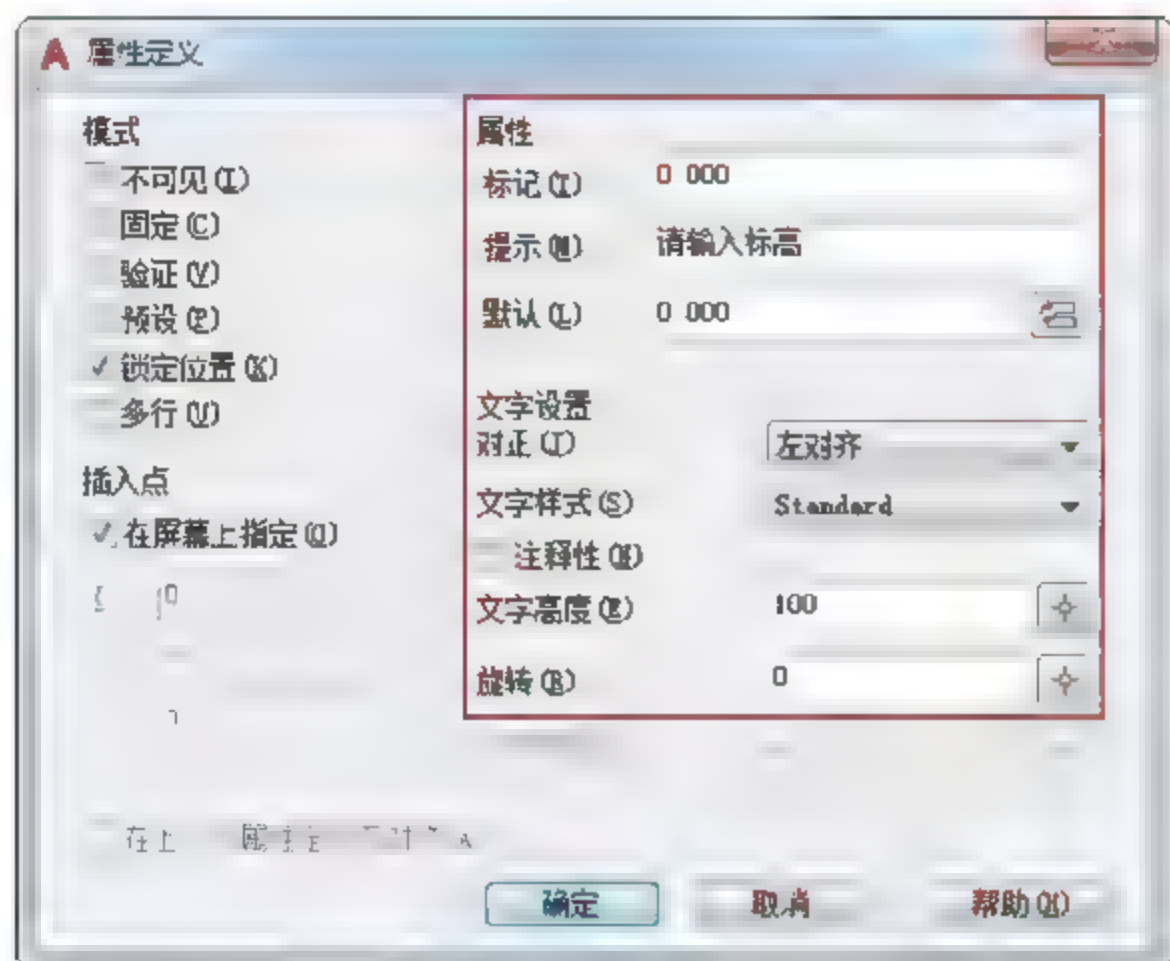 属性定义
模式
不可见(I)
固定(C)
验证(V)
预设(P)
锁定位置(K)
多行(U)
插入点
在屏幕上指定(O)
属性
标记(T) 0 000
提示(M) 请输入标高
默认(L) 0 000
文字设置
对正(J) 左对齐
文字样式(S) Standard
注释性(N)
文字高度(E) 100
旋转(R) 0
确定 取消 帮助(H)